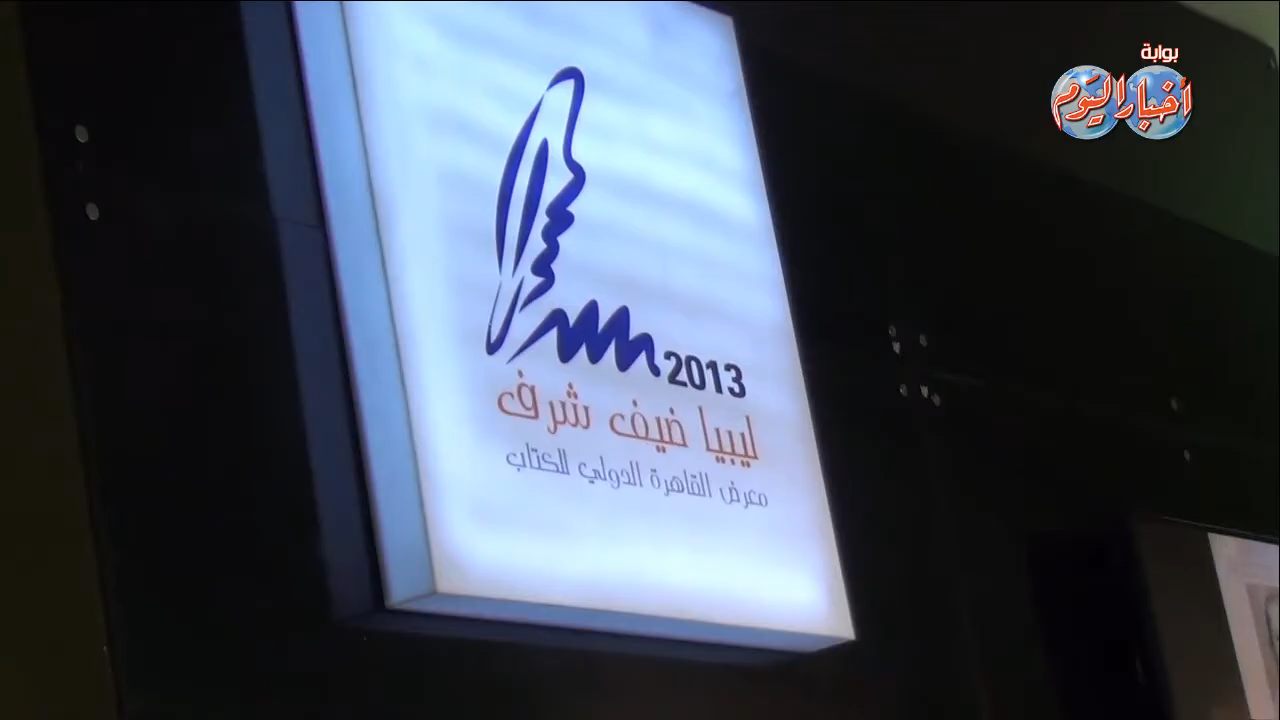 بوابة
أخبار اليوم
2013
ليبيا ضيف شرف
معرض القاهرة الدولي للكتاب